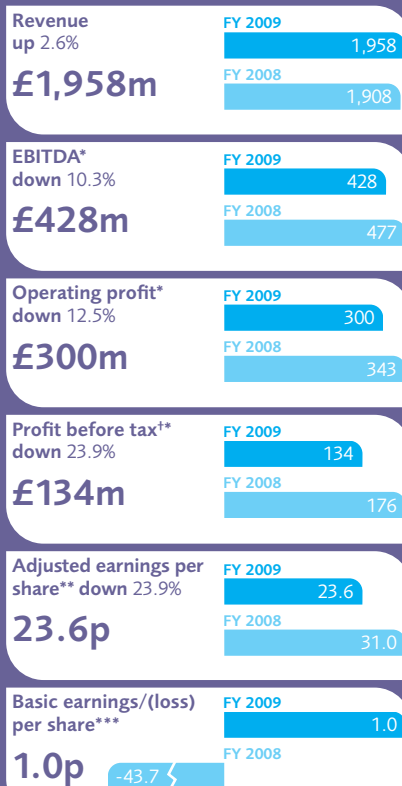 Revenue
up 2.6%
£1,958m
FY 2009
1,958
FY 2008
1,908
EBITDA*
down 10.3%
£428m
FY 2009
428
FY 2008
477
Operating profit*
down 12.5%
£300m
FY 2009
300
FY 2008
343
Profit before tax†*
down 23.9%
£134m
FY 2009
134
FY 2008
176
Adjusted earnings per
share** down 23.9%
23.6p
FY 2009
23.6
FY 2008
31.0
Basic earnings/(loss)
per share***
1.0p
FY 2009
1.0
FY 2008
-43.7